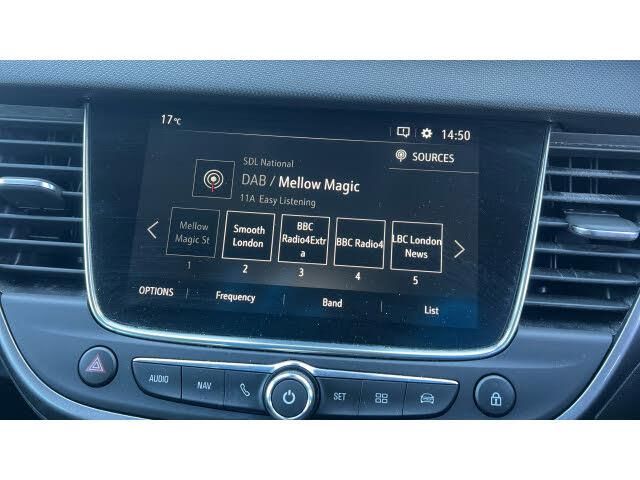 17°C
14:50
SOURCES
SDL National
DAB / Mellow Magic
11A Easy Listening
Mellow
Magic St
1
Smooth
London
2
BBC
Radio4Extr
a
3
BBC Radio4
4
LBC London
News
5
OPTIONS
Frequency
Band
List
AUDIO
NAV
SET